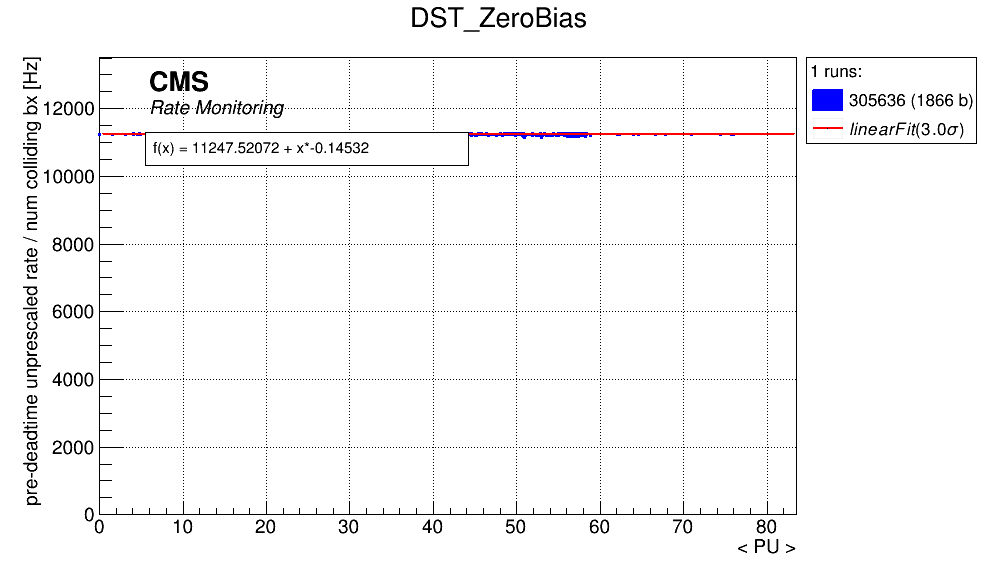 DST_ZeroBias
pre-deadtime unprescaled rate / num colliding bx [Hz]
CMS
Rate Monitoring
f(x) = 11247.52072 + x*-0.14532
12000
10000
8000
6000
4000
2000
0
0 10 20 30 40 50 60 70 80
< PU >
1 runs:
305636 (1866 b)
linearFit(3.0σ)